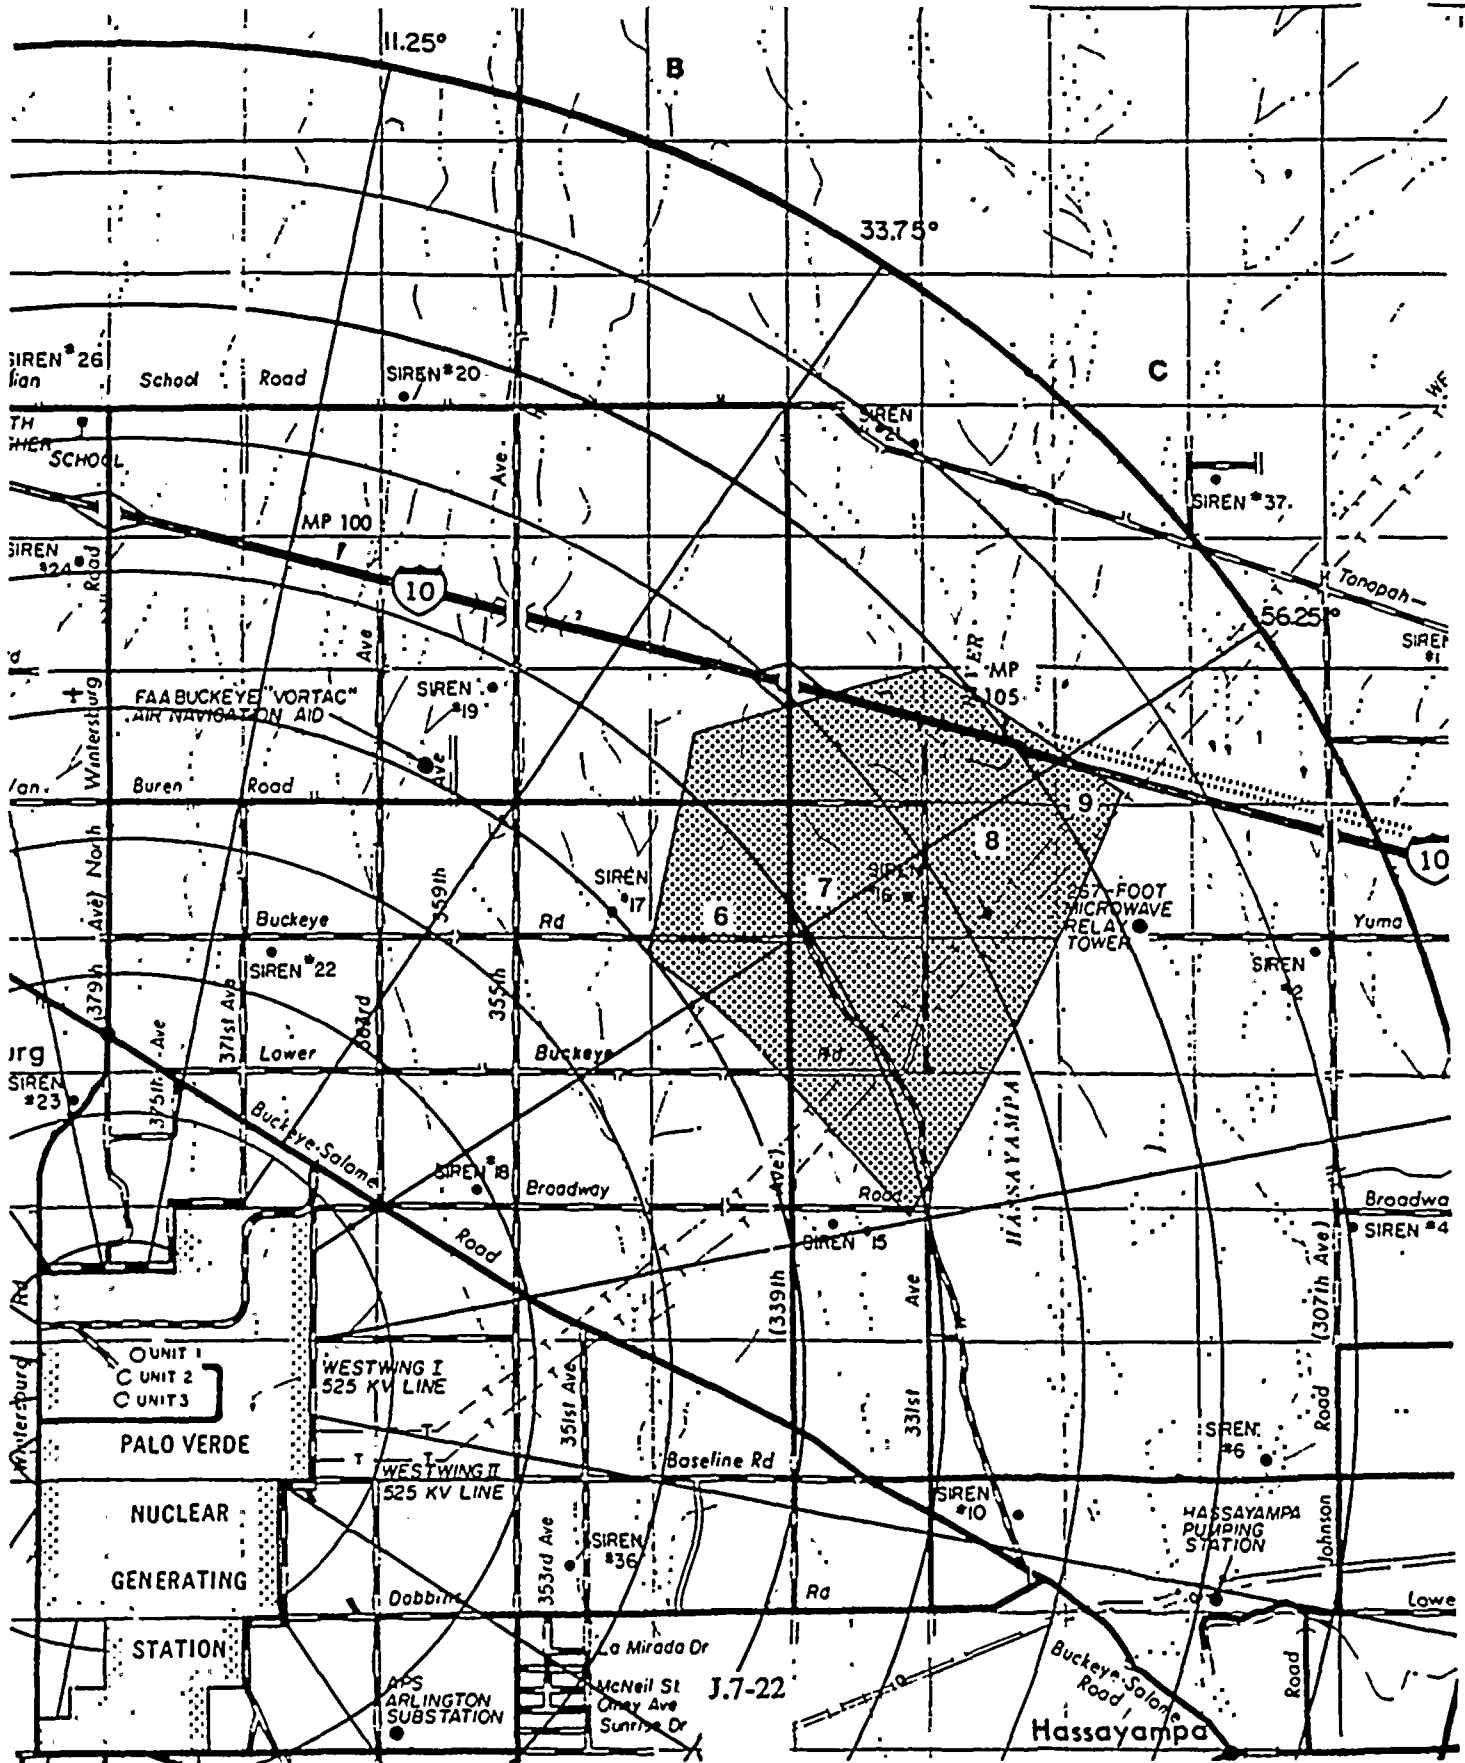 11.25°
B
33.75°
SIREN #26
School Road
SIREN #20
C
SIREN
SCHOOL
Ave
SIREN #37
MP 100
SIREN
Road
10
Tonopah
56.25°
Ave
MP
105
FAA BUCKEYE "VORTAC"
AIR NAVIGATION AID
SIREN
#19
Wintersburg
Ave
Buren Road
9
8
10
359th
SIREN
#17
7
6
267-FOOT
MICROWAVE
RELAY
TOWER
Buckeye Rd
Yuma
SIREN #22
SIREN
#2
(379th Ave) North
371st Ave
363rd
355th
375th Ave
Lower Buckeye Rd
SIREN
#23
HASSAYAMPA
Buckeye-Salome
Road
SIREN #18
Broadway Road
SIREN #15
SIREN #4
Ave)
(339th
Ave
331st
(307th Ave)
UNIT 1
UNIT 2
UNIT 3
WESTWING I
525 KV LINE
351st Ave
Road
Wintersburg
Rd
PALO VERDE
NUCLEAR
GENERATING
STATION
WESTWING II
525 KV LINE
Baseline Rd
SIREN
#6
SIREN
#10
HASSAYAMPA
PUMPING
STATION
Johnson
SIREN
#36
353rd Ave
Rd
La Mirada Dr
McNeil St
Sunrise Dr
J.7-22
APS
ARLINGTON
SUBSTATION
Buckeye-Salome
Road
Road
Hassayampa